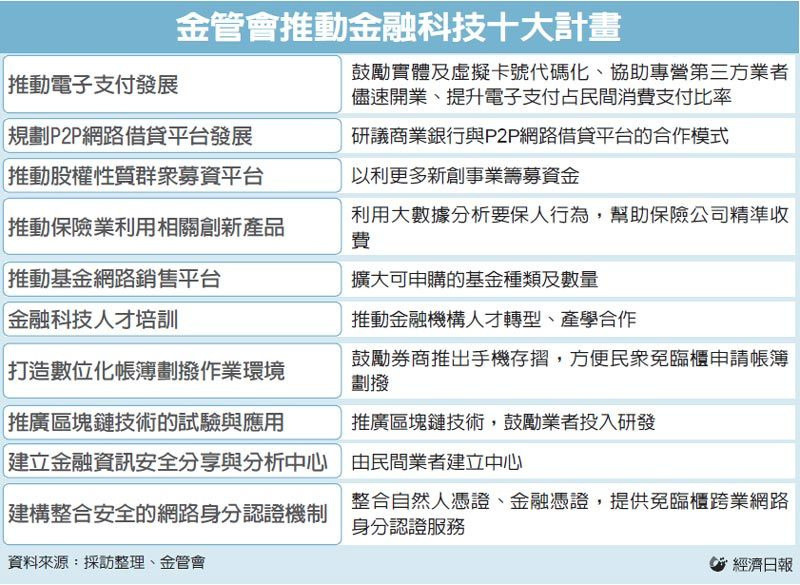 金管會推動金融科技十大計畫
推動電子支付發展
鼓勵實體及虛擬卡號代碼化、協助專營第三方業者
儘速開業、提升電子支付占民間消費支付比率
規劃P2P網路借貸平台發展
研議商業銀行與P2P網路借貸平台的合作模式
推動股權性質群眾募資平台
以利更多新創事業籌募資金
推動保險業利用相關創新產品
利用大數據分析要保人行為，幫助保險公司精準收
費
推動基金網路銷售平台
擴大可申購的基金種類及數量
金融科技人才培訓
推動金融機構人才轉型、產學合作
打造數位化帳簿劃撥作業環境
鼓勵券商推出手機存摺，方便民眾免臨櫃申請帳簿
劃撥
推廣區塊鏈技術的試驗與應用
推廣區塊鏈技術，鼓勵業者投入研發
建立金融資訊安全分享與分析中心
由民間業者建立中心
建構整合安全的網路身分認證機制
整合自然人憑證、金融憑證，提供免臨櫃跨業網路
身分認證服務
資料來源：採訪整理、金管會
經濟日報